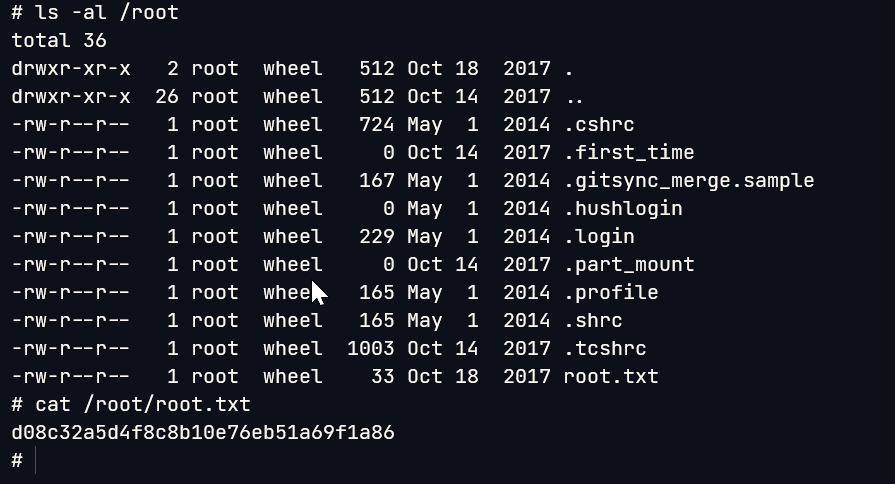 # ls -al /root
total 36
drwxr-xr-x   2 root  wheel   512 Oct 18  2017 .
drwxr-xr-x  26 root  wheel   512 Oct 14  2017 ..
-rw-r--r--   1 root  wheel   724 May  1  2014 .cshrc
-rw-r--r--   1 root  wheel     0 Oct 14  2017 .first_time
-rw-r--r--   1 root  wheel   167 May  1  2014 .gitsync_merge.sample
-rw-r--r--   1 root  wheel     0 May  1  2014 .hushlogin
-rw-r--r--   1 root  wheel   229 May  1  2014 .login
-rw-r--r--   1 root  wheel     0 Oct 14  2017 .part_mount
-rw-r--r--   1 root  wheel   165 May  1  2014 .profile
-rw-r--r--   1 root  wheel   165 May  1  2014 .shrc
-rw-r--r--   1 root  wheel  1003 Oct 14  2017 .tcshrc
-rw-r--r--   1 root  wheel    33 Oct 18  2017 root.txt
# cat /root/root.txt
d08c32a5d4f8c8b10e76eb51a69f1a86
#